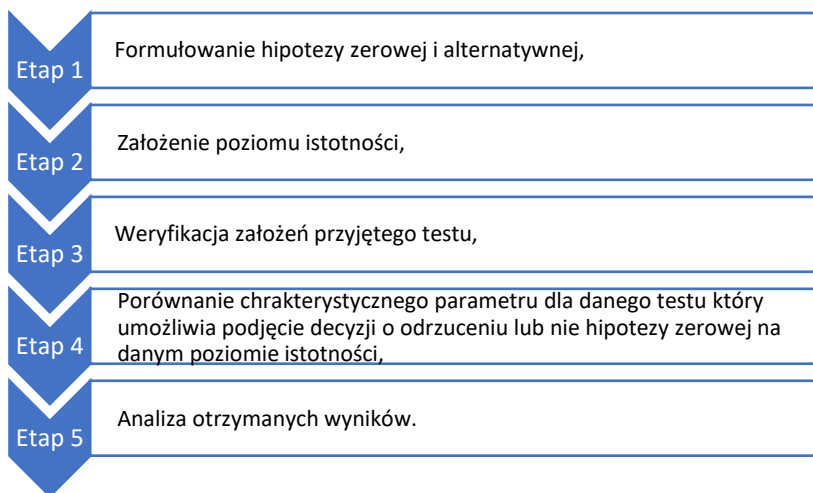 Etap 1
Formułowanie hipotezy zerowej i alternatywnej,
Etap 2
Założenie poziomu istotności,
Etap 3
Weryfikacja założeń przyjętego testu,
Etap 4
Porównanie chrakterystycznego parametru dla danego testu który
umożliwia podjęcie decyzji o odrzuceniu lub nie hipotezy zerowej na
danym poziomie istotności,
Etap 5
Analiza otrzymanych wyników.